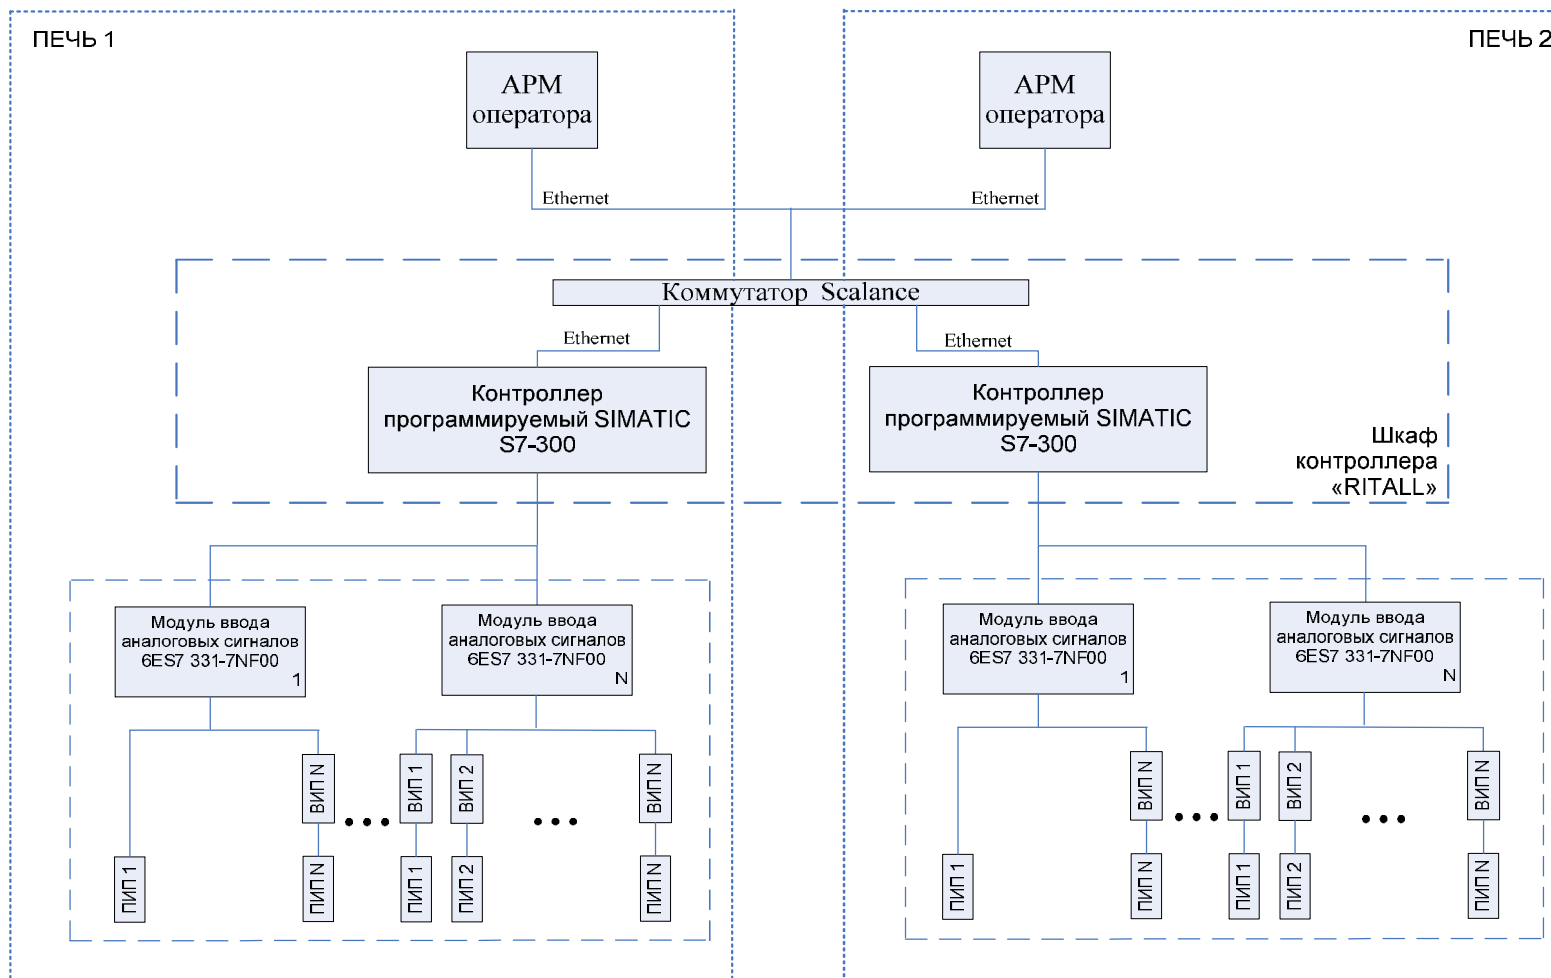 ПЕЧЬ 1
ПЕЧЬ 2
АРМ
оператора
АРМ
оператора
Ethernet
Ethernet
Коммутатор Scalance
Ethernet
Ethernet
Контроллер
программируемый SIMATIC
S7-300
Контроллер
программируемый SIMATIC
S7-300
Шкаф
контроллера
«RITALL»
Модуль ввода
аналоговых сигналов
6ES7 331-7NF00
1
Модуль ввода
аналоговых сигналов
6ES7 331-7NF00
N
Модуль ввода
аналоговых сигналов
6ES7 331-7NF00
1
Модуль ввода
аналоговых сигналов
6ES7 331-7NF00
N
ВИП N
ВИП 1
ВИП 2
ВИП N
ВИП N
ВИП 1
ВИП 2
ВИП N
ПИП 1
ПИП N
ПИП 1
ПИП 2
ПИП N
ПИП 1
ПИП N
ПИП 1
ПИП 2
ПИП N